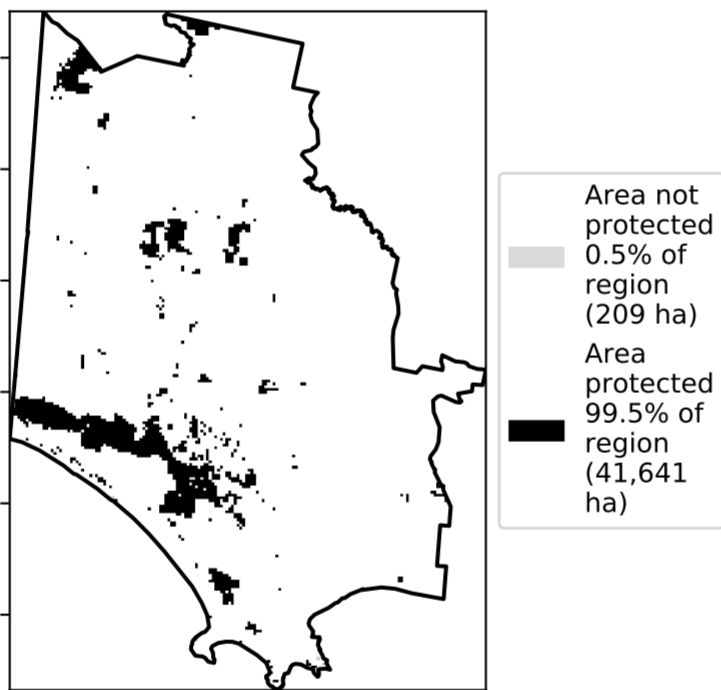 Area not
protected
0.5% of
region
(209 ha)
Area
protected
99.5% of
region
(41,641
ha)